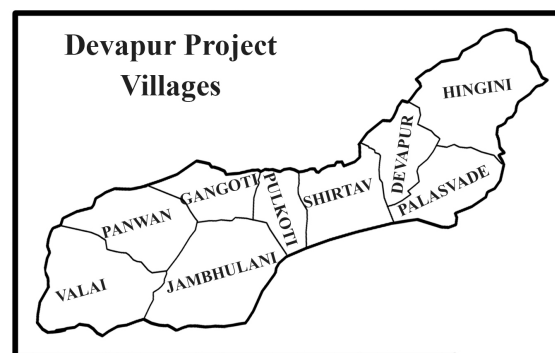 Devapur Project
Villages
HINGINI
DEVAPUR
PALASVADE
SHIRTAV
PULKOTI
GANGOTI
PANWAN
JAMBHULANI
VALAI